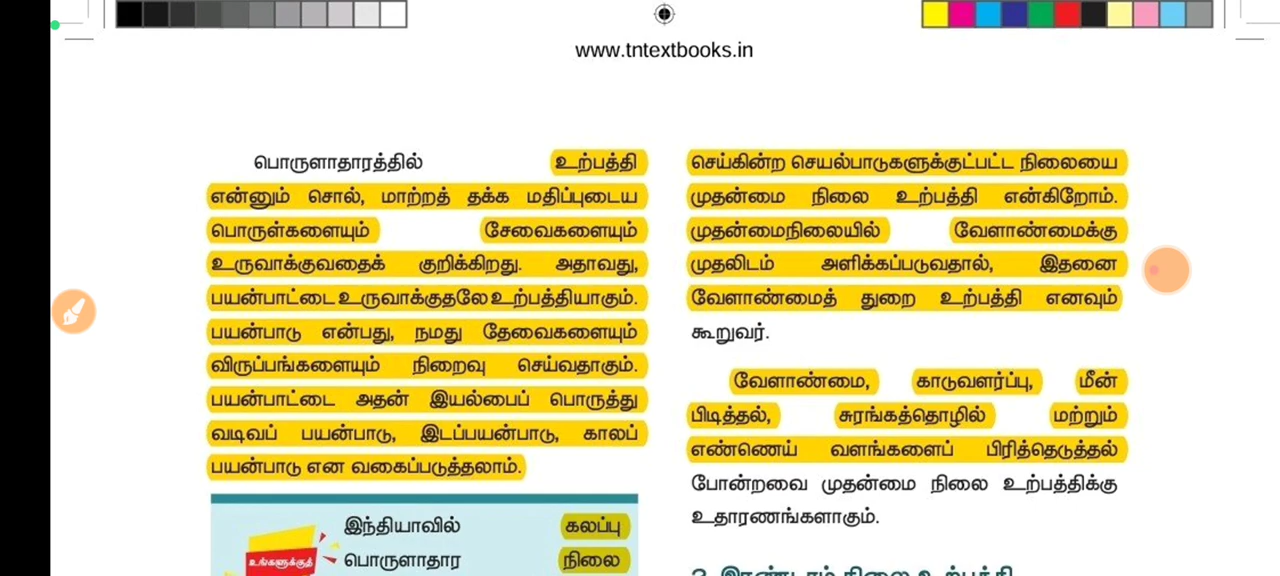 www.tntextbooks.in
பொருளாதாரத்தில் உற்பத்தி
என்னும் சொல், மாற்றத் தக்க மதிப்புடைய
பொருள்களையும் சேவைகளையும்
உருவாக்குவதைக் குறிக்கிறது. அதாவது,
பயன்பாட்டை உருவாக்குதலே உற்பத்தியாகும்.
பயன்பாடு என்பது, நமது தேவைகளையும்
விருப்பங்களையும் நிறைவு செய்வதாகும்.
பயன்பாட்டை அதன் இயல்பைப் பொருத்து
வடிவப் பயன்பாடு, இடப்பயன்பாடு, காலப்
பயன்பாடு என வகைப்படுத்தலாம்.
இந்தியாவில் கலப்பு
உங்களுக்குத் பொருளாதார நிலை
செய்கின்ற செயல்பாடுகளுக்குட்பட்ட நிலையை
முதன்மை நிலை உற்பத்தி என்கிறோம்.
முதன்மைநிலையில் வேளாண்மைக்கு
முதலிடம் அளிக்கப்படுவதால், இதனை
வேளாண்மைத் துறை உற்பத்தி எனவும்
கூறுவர்.
வேளாண்மை, காடுவளர்ப்பு, மீன்
பிடித்தல், சுரங்கத்தொழில் மற்றும்
எண்ணெய் வளங்களைப் பிரித்தெடுத்தல்
போன்றவை முதன்மை நிலை உற்பத்திக்கு
உதாரணங்களாகும்.